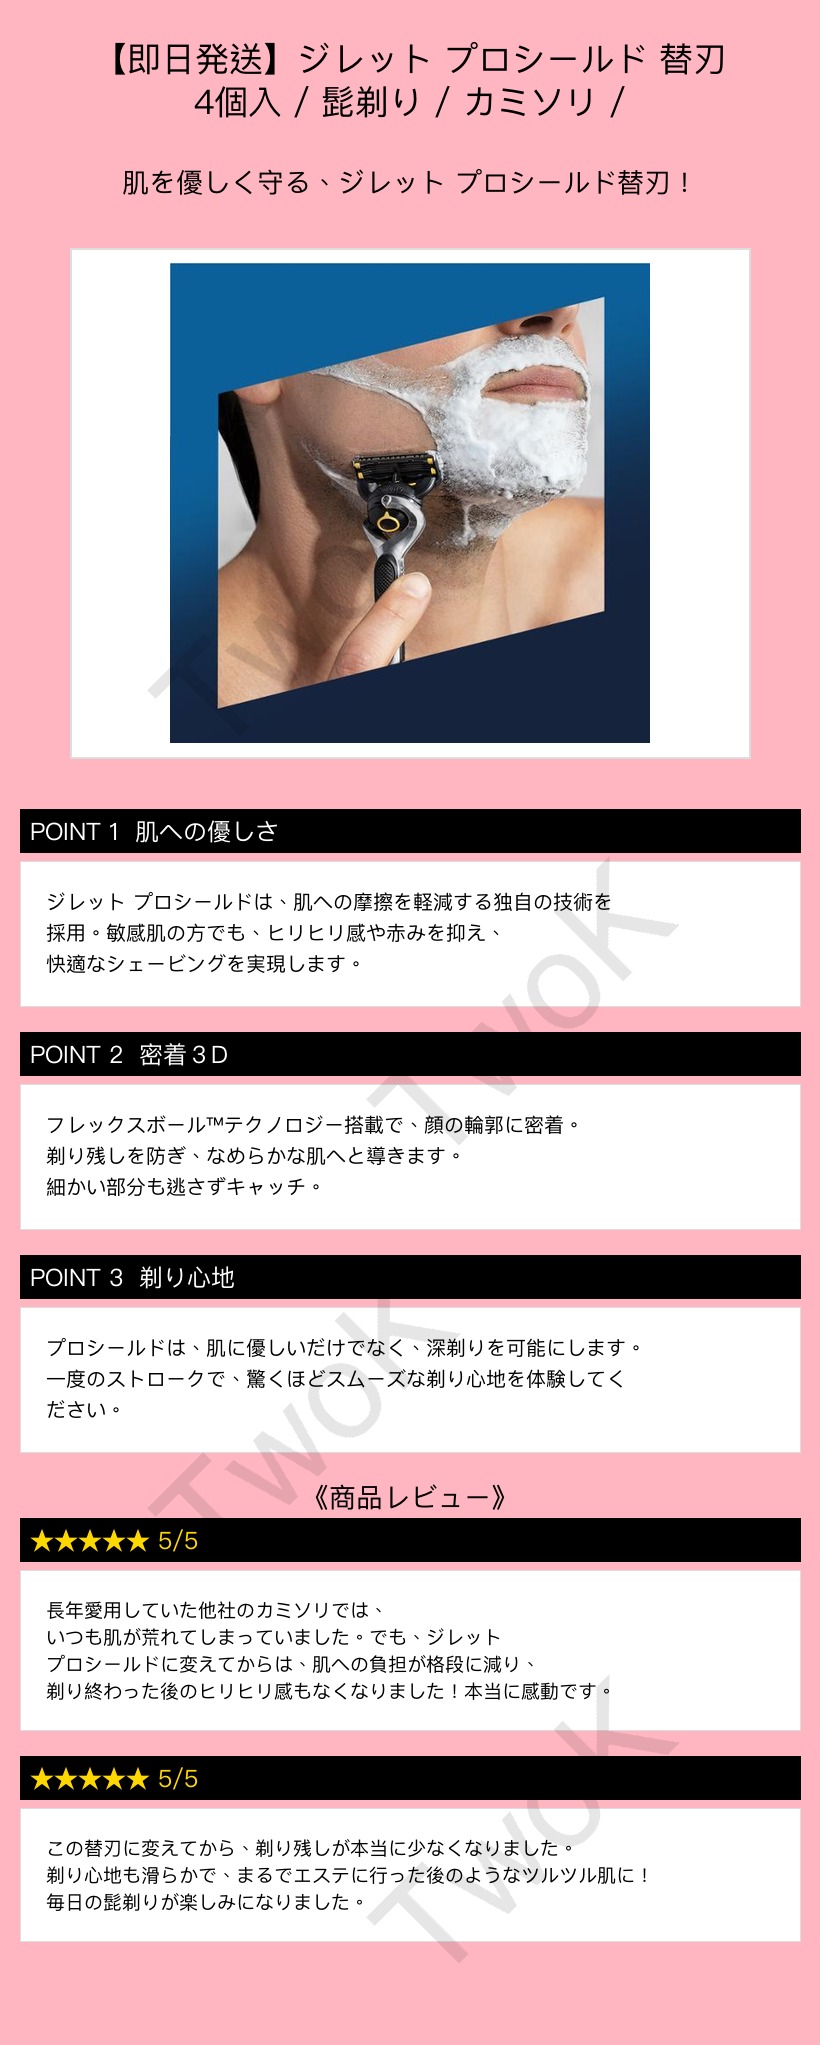 【即日発送】ジレット プロシールド 替刃
4個入 / 髭剃り / カミソリ /
肌を優しく守る、ジレット プロシールド替刃！
TwoK
POINT 1 肌への優しさ
ジレット プロシールドは、肌への摩擦を軽減する独自の技術を
採用。敏感肌の方でも、ヒリヒリ感や赤みを抑え、
快適なシェービングを実現します。
TwoK
POINT 2 密着３D
フレックスボール™テクノロジー搭載で、顔の輪郭に密着。
剃り残しを防ぎ、なめらかな肌へと導きます。
細かい部分も逃さずキャッチ。
POINT 3 剃り心地
プロシールドは、肌に優しいだけでなく、深剃りを可能にします。
一度のストロークで、驚くほどスムーズな剃り心地を体験してく
ださい。
TwoK
《商品レビュー》
★★★★★ 5/5
長年愛用していた他社のカミソリでは、
いつも肌が荒れてしまっていました。でも、ジレット
プロシールドに変えてからは、肌への負担が格段に減り、
剃り終わった後のヒリヒリ感もなくなりました！本当に感動です。
★★★★★ 5/5
この替刃に変えてから、剃り残しが本当に少なくなりました。
剃り心地も滑らかで、まるでエステに行った後のようなツルツル肌に！
毎日の髭剃りが楽しみになりました。
TwoK